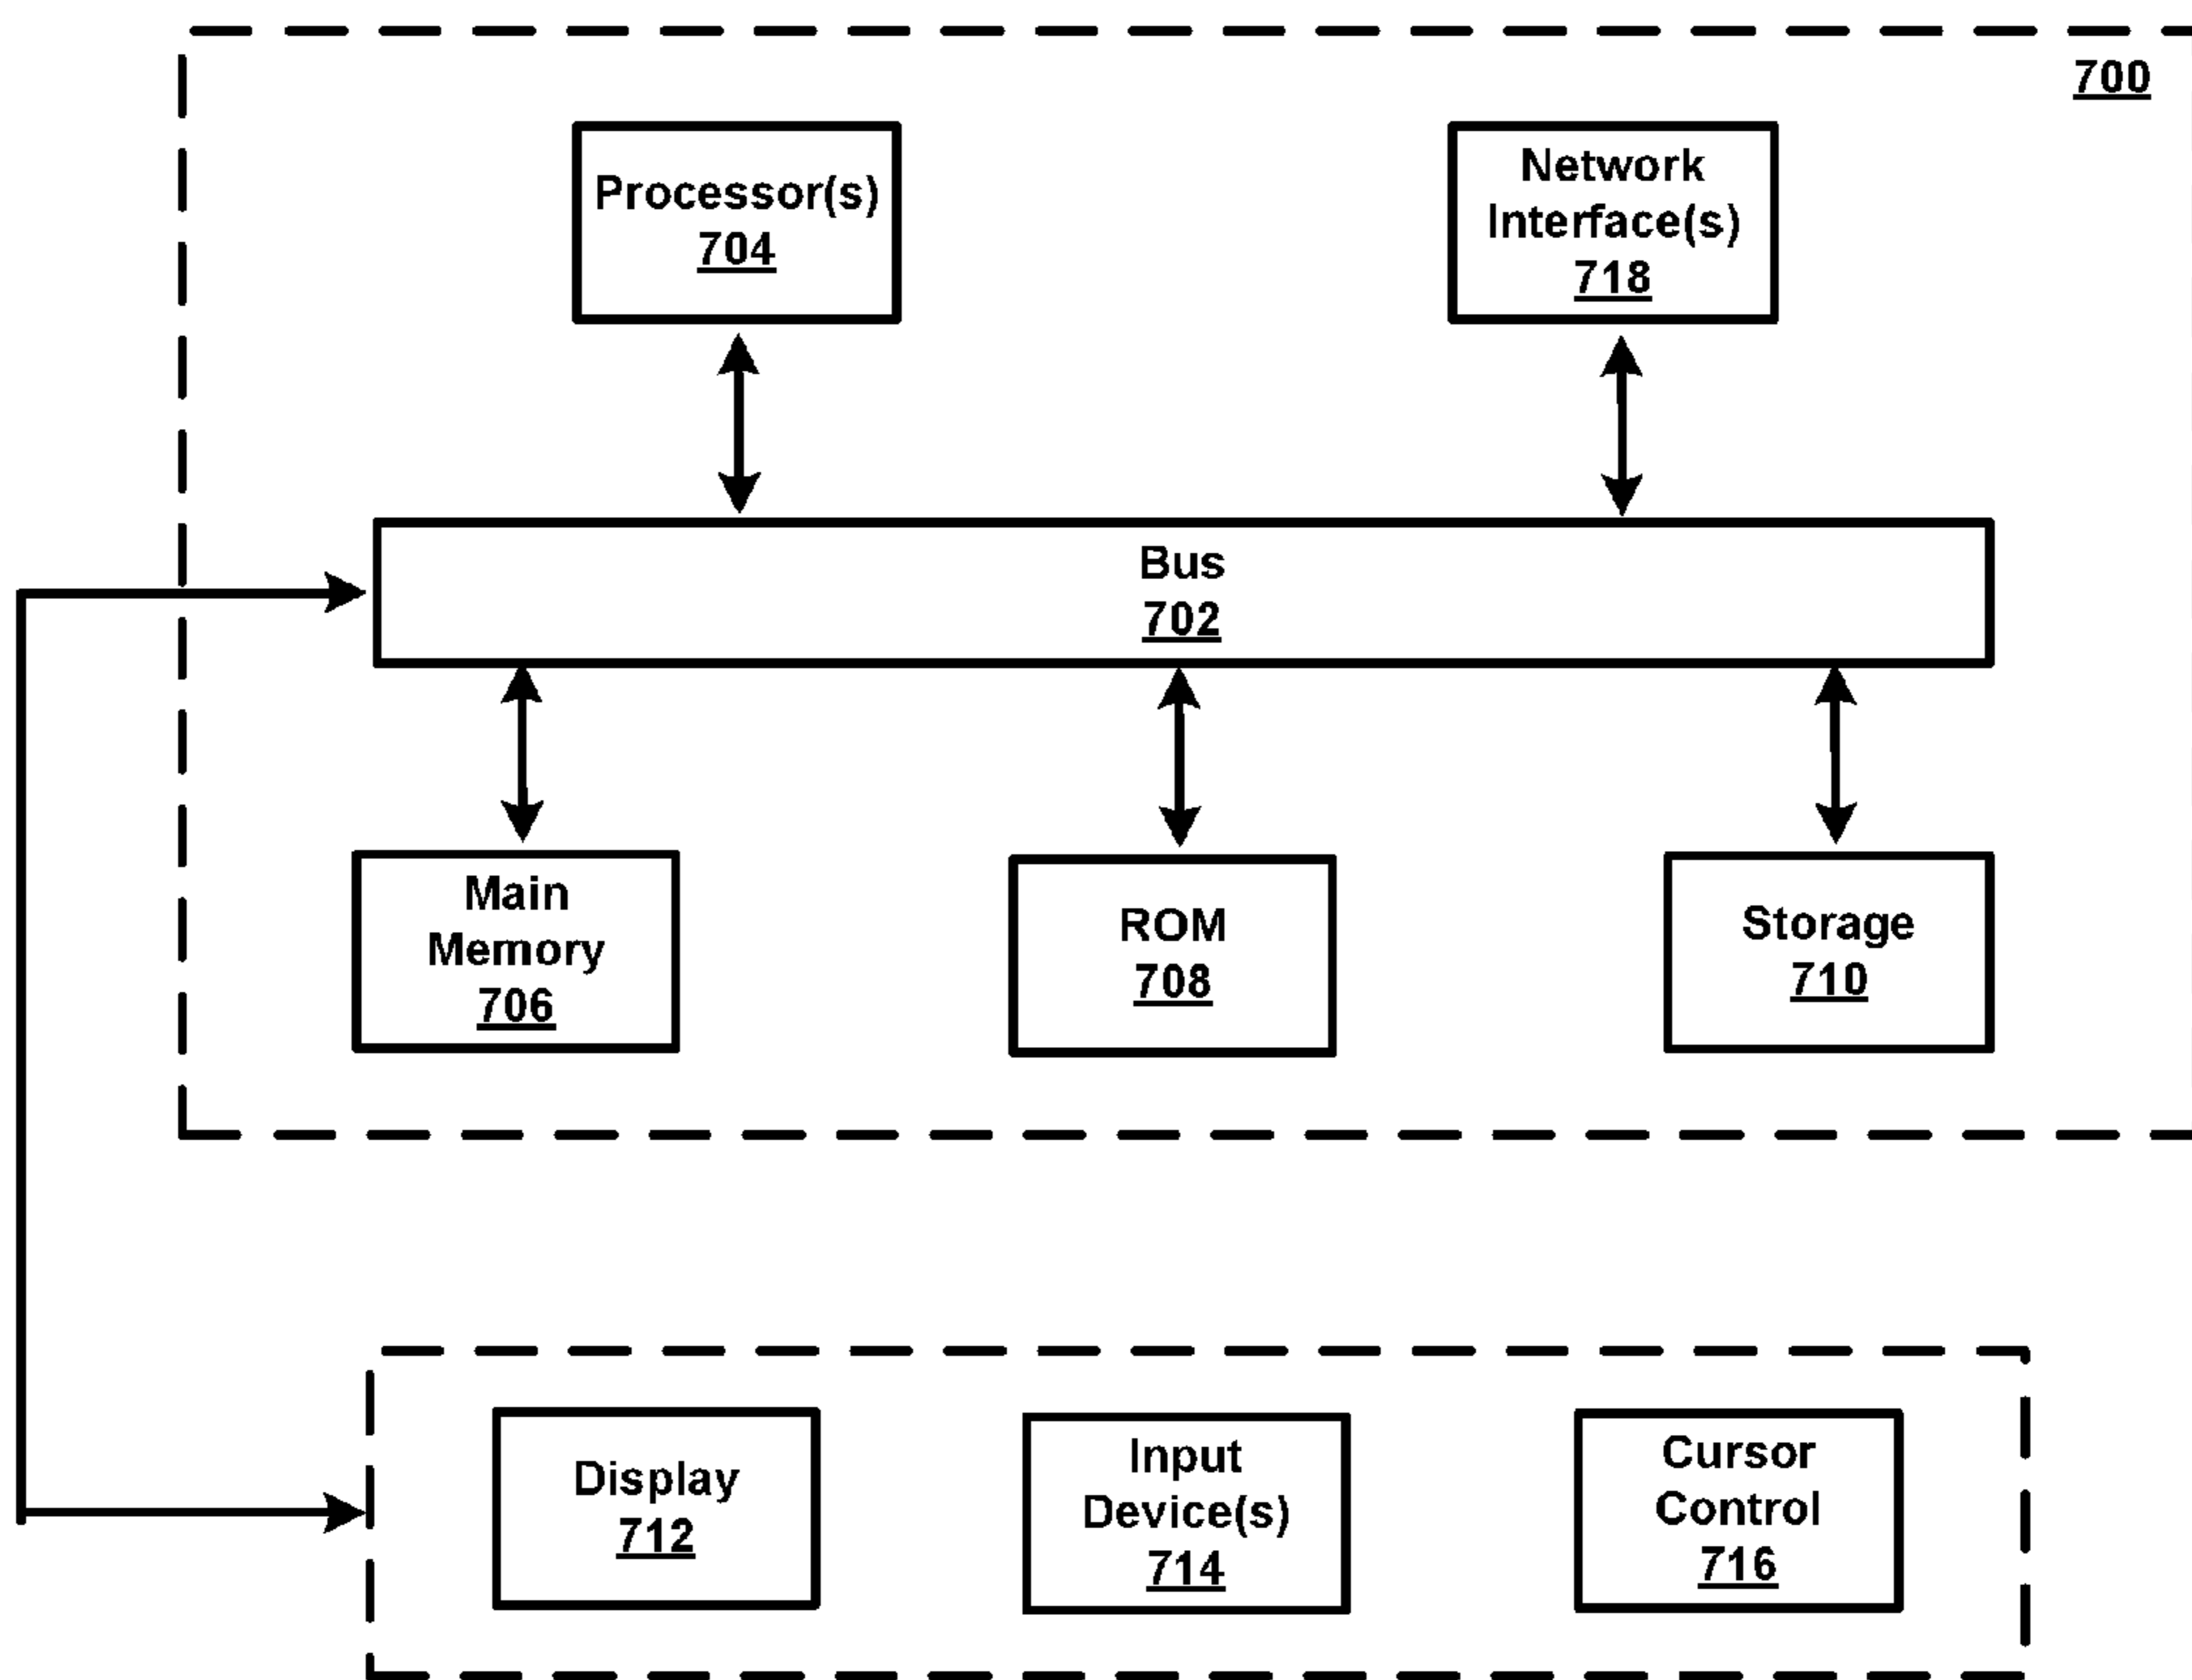 700
Processor(s)
704
Network
Interface(s)
718
Bus
702
Main
Memory
706
ROM
708
Storage
710
Display
712
Input
Device(s)
714
Cursor
Control
716